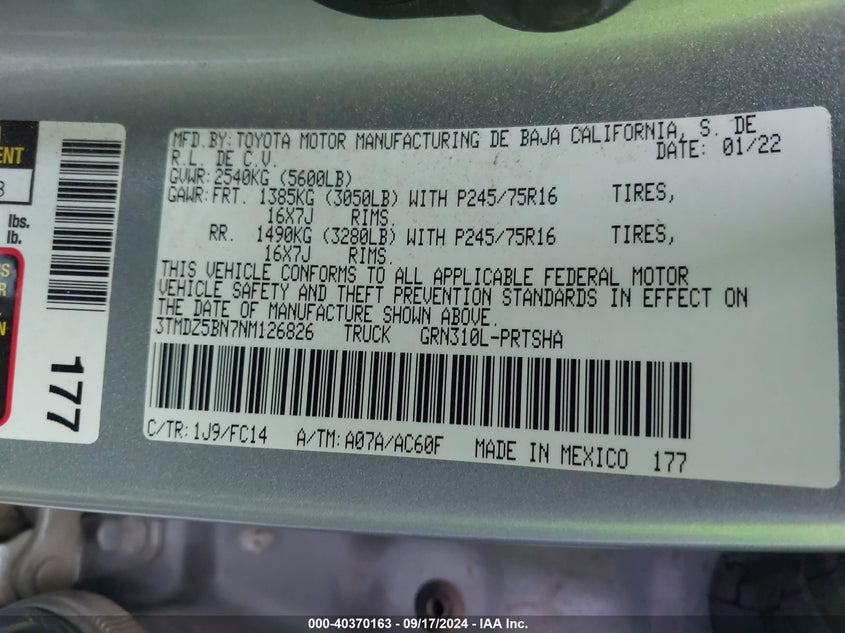 MFD.BY:TOYOTA MOTOR MANUFACTURING DE BAJA CALIFORNIA, S. DE
R.L. DE C.V. DATE: 01/22
GVWR:2540KG (5600LB)
GAWR:FRT. 1385KG (3050LB) WITH P245/75R16 TIRES,
16X7J RIMS.
RR. 1490KG (3280LB) WITH P245/75R16 TIRES,
16X7J RIMS.
THIS VEHICLE CONFORMS TO ALL APPLICABLE FEDERAL MOTOR
VEHICLE SAFETY AND THEFT PREVENTION STANDARDS IN EFFECT ON
THE DATE OF MANUFACTURE SHOWN ABOVE.
3TMDZ5BN7NM126826 TRUCK GRN310L-PRTSHA
C/TR:1J9/FC14 A/TM:A07A/AC60F MADE IN MEXICO 177
lbs.
lb.
177
000-40370163 - 09/17/2024 - IAA Inc.